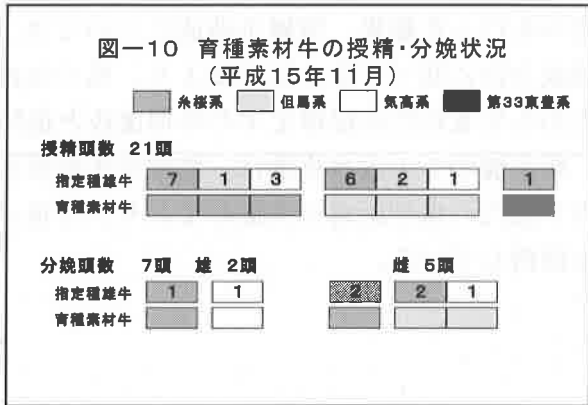 図－10 育種素材牛の授精・分娩状況
(平成15年11月)
糸桜系 但馬系 気高系 第33東豊系
授精頭数 21頭
指定種雄牛 7 1 3 6 2 1 1
育種素材牛
分娩頭数 7頭 雄 2頭 雌 5頭
指定種雄牛 1 1 2 2 1
育種素材牛